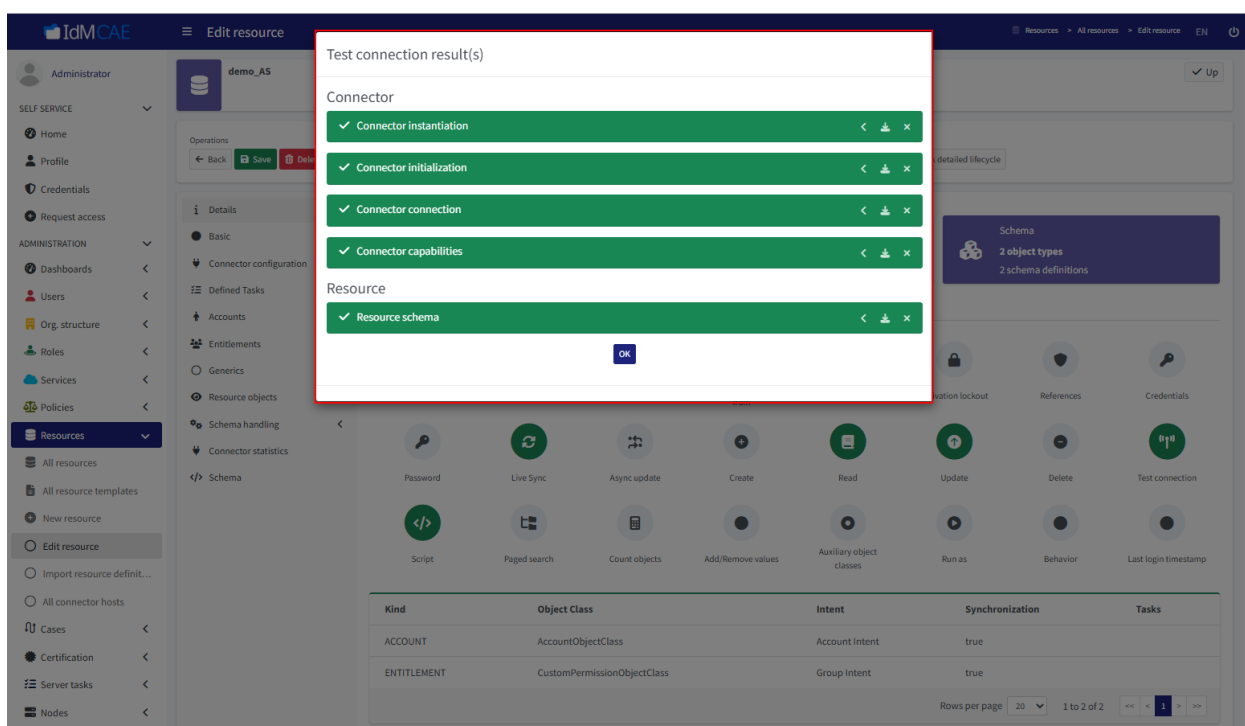 IdMCAE
Edit resource
Resources > All resources > Edit resource EN
Administrator
SELF SERVICE
Home
Profile
Credentials
Request access
ADMINISTRATION
Dashboards
Users
Org. structure
Roles
Services
Policies
Resources
All resources
All resource templates
New resource
Edit resource
Import resource definit...
All connector hosts
Cases
Certification
Server tasks
Nodes
demo_AS
Up
Operations
Back Save
detailed lifecycle
Details
Basic
Connector configuration
Defined Tasks
Accounts
Entitlements
Generics
Resource objects
Schema handling
Connector statistics
Schema
Test connection result(s)
Connector
Connector instantiation
Connector initialization
Connector connection
Connector capabilities
Resource
Resource schema
OK
Schema
2 object types
2 schema definitions
lockout References Credentials
Password Live Sync Async update Create Read Update Delete Test connection
Script Paged search Count objects Add/Remove values Auxiliary object Run as Behavior Last login timestamp
classes
Kind Object Class Intent Synchronization Tasks
ACCOUNT AccountObjectClass Account Intent true
ENTITLEMENT CustomPermissionObjectClass Group Intent true
Rows per page 20 1 to 2 of 2 << < 1 > >>